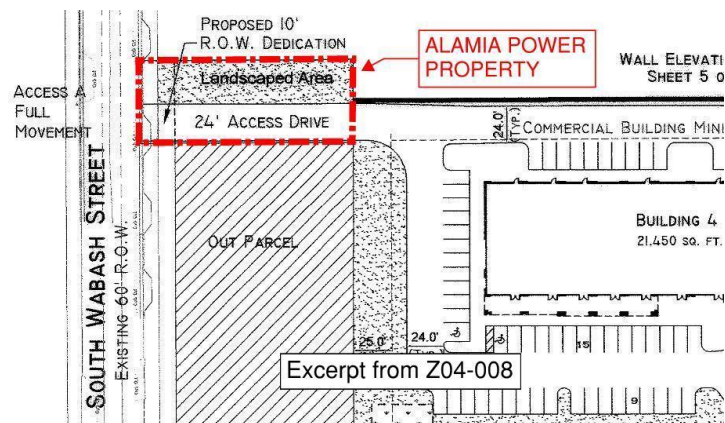 PROPOSED 10'
R.O.W. DEDICATION
ALAMIA POWER
PROPERTY
WALL ELEVATI
SHEET 5 O
ACCESS A
FULL
MOVEMENT
Landscaped Area
24' ACCESS DRIVE
24.0'
(TYP.)
COMMERCIAL BUILDING MIN
SOUTH WABASH STREET
EXISTING 60' R.O.W.
OUT PARCEL
BUILDING 4
21,450 SQ. FT.
25.0'
24.0'
15
Excerpt from Z04-008
9